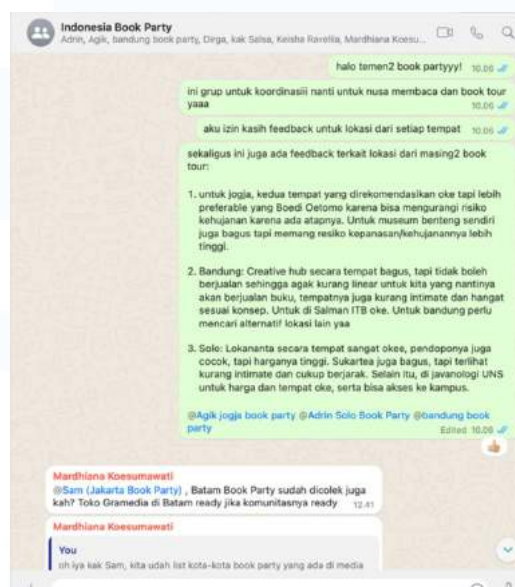 Indonesia Book Party
Adrin, Agik, bandung book party, Dirga, kak Salsa, Keisha Ravelia, Mardhiana Koesu...
halo temen2 book partyyy! 10.06
ini grup untuk koordinasiii nanti untuk nusa membaca dan book tour
yaaa 10.06
aku izin kasih feedback untuk lokasi dari setiap tempat 10.06
sekaligus ini juga ada feedback terkait lokasi dari masing2 book
tour:
1. untuk jogja, kedua tempat yang direkomendasikan oke tapi lebih
preferable yang Boedi Oetomo karena bisa mengurangi risiko
kehujanan karena ada atapnya. Untuk museum benteng sendiri
juga bagus tapi memang resiko kepanasan/kehujanannya lebih
tinggi.
2. Bandung: Creative hub secara tempat bagus, tapi tidak boleh
berjualan sehingga agak kurang linear untuk kita yang nantinya
akan berjualan buku, tempatnya juga kurang intimate dan hangat
sesuai konsep. Untuk di Salman ITB oke. Untuk bandung perlu
mencari alternatif lokasi lain yaa
3. Solo: Lokananta secara tempat sangat okee, pendoponya juga
cocok, tapi harganya tinggi. Sukartea juga bagus, tapi terlihat
kurang intimate dan cukup berjarak. Selain itu, di javanologi UNS
untuk harga dan tempat oke, serta bisa akses ke kampus.
@Agik jogja book party @Adrin Solo Book Party @bandung book
party Edited 10.06
Mardhiana Koesumawati
@Sam (Jakarta Book Party) , Batam Book Party sudah dicolek juga
kah? Toko Gramedia di Batam ready jika komunitasnya ready 12.41
Mardhiana Koesumawati
You
oh iya kak Sam, kita udah list kota-kota book party yang ada di media